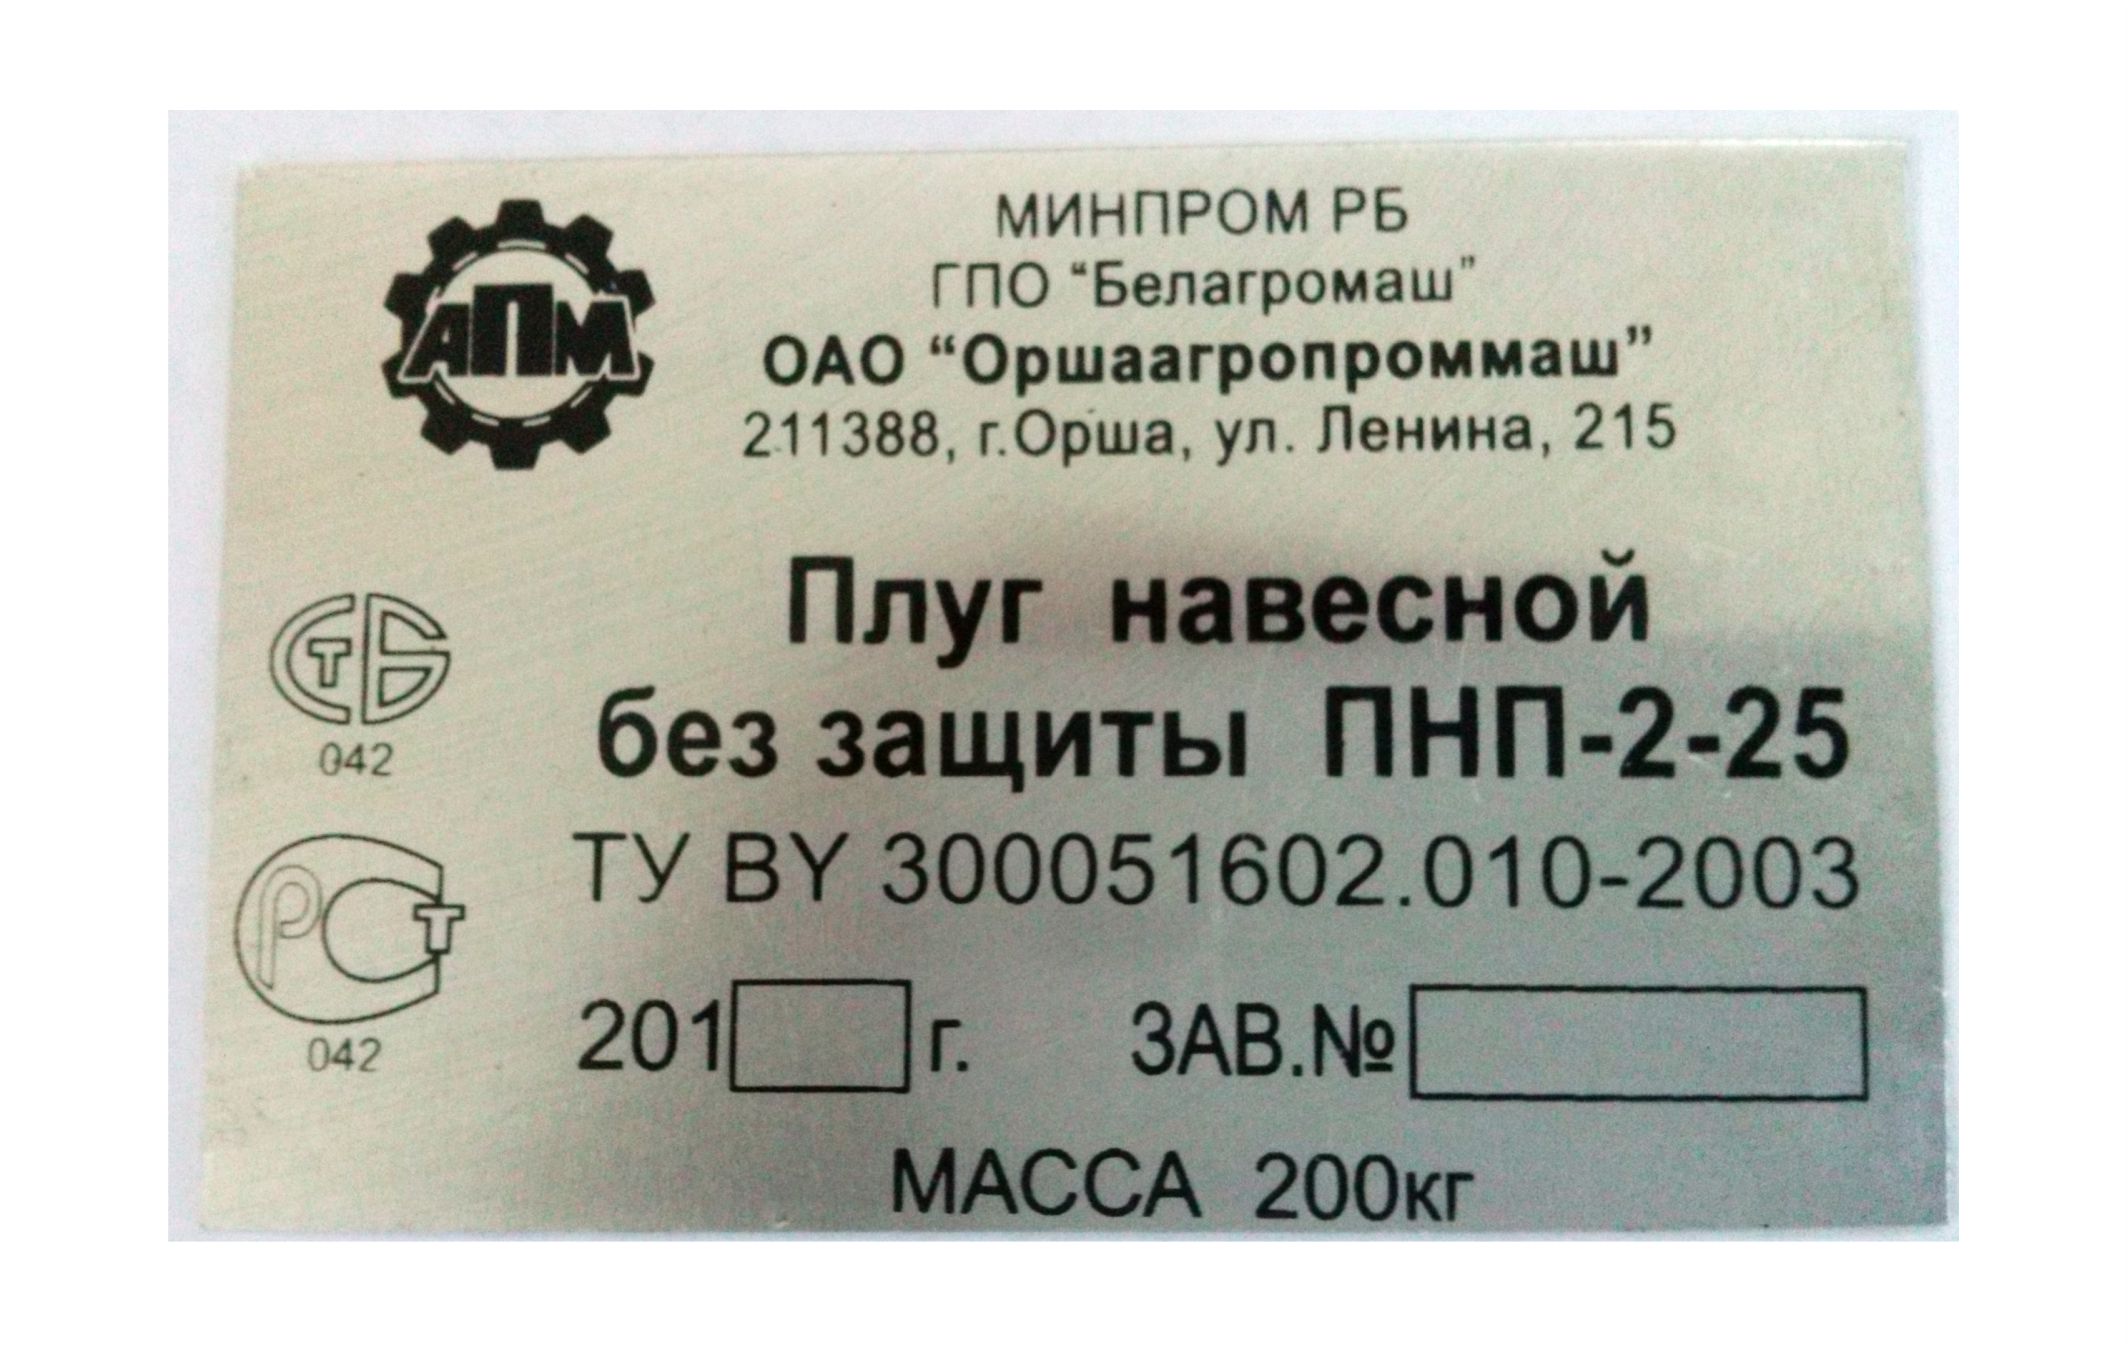 АПМ
МИНПРОМ РБ
ГПО “Белагромаш”
ОАО “Оршаагропроммаш”
211388, г.Орша, ул. Ленина, 215
Плуг навесной
без защиты ПНП-2-25
СТБ
042
ТУ BY 300051602.010-2003
РСТ
042
201 г. ЗАВ.№
МАССА 200кг